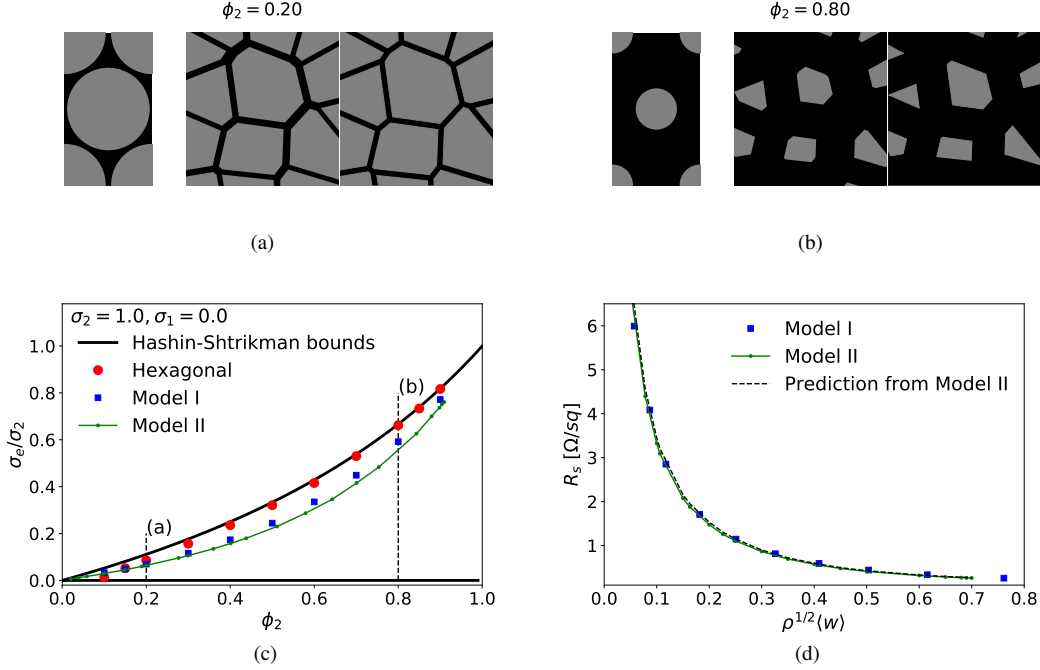 ϕ₂ = 0.20
ϕ₂ = 0.80
(a)
(b)
σ₂ = 1.0, σ₁ = 0.0
Hashin-Shtrikman bounds
Hexagonal
Model I
Model II
(a)
(b)
σₑ/σ₂
1.0
0.8
0.6
0.4
0.2
0.0
0.0 0.2 0.4 0.6 0.8 1.0
ϕ₂
(c)
Model I
Model II
Prediction from Model II
Rₛ [Ω/sq]
6
5
4
3
2
1
0.0 0.1 0.2 0.3 0.4 0.5 0.6 0.7 0.8
ρ^{1/2}⟨w⟩
(d)